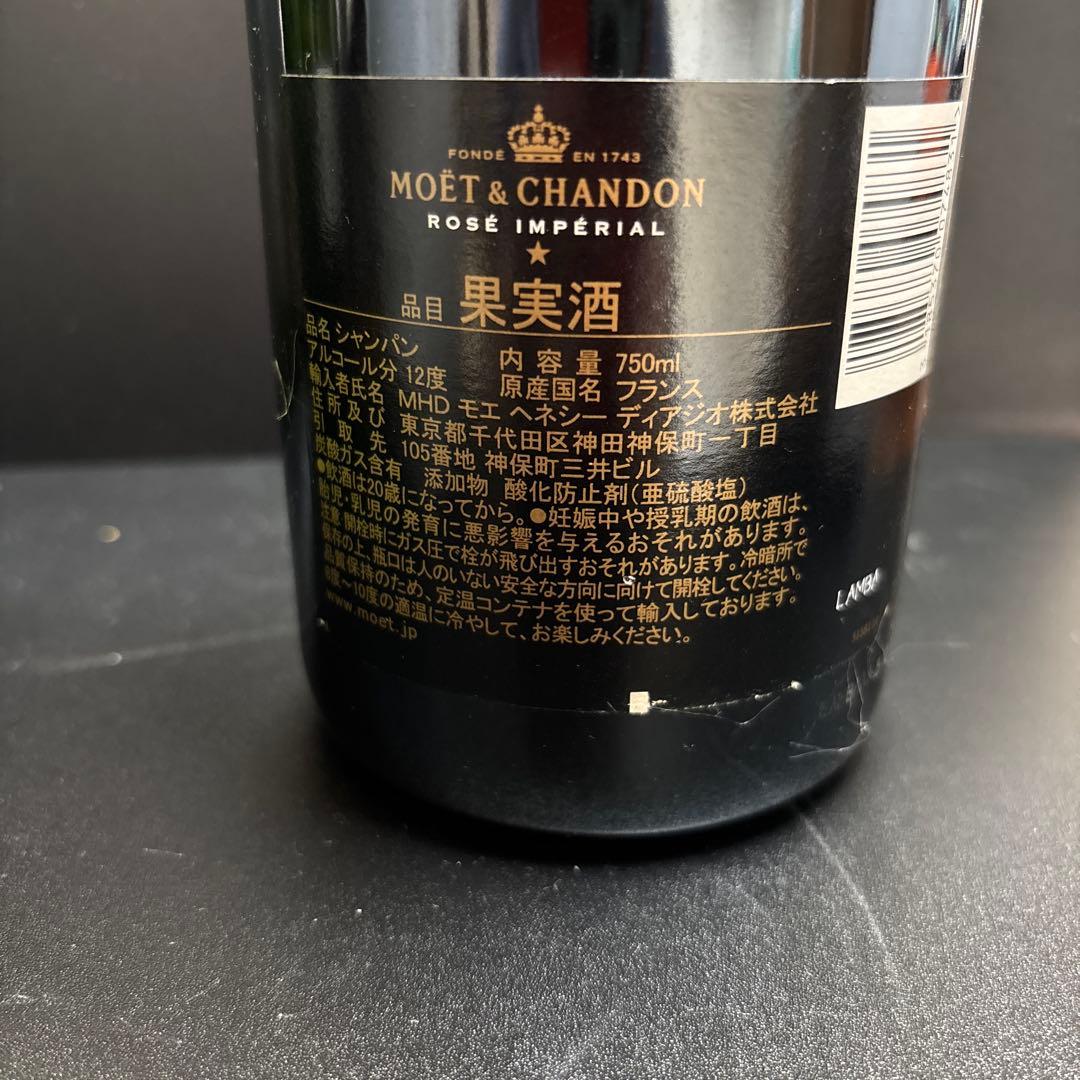 FONDÉ EN 1743
MOËT & CHANDON
ROSÉ IMPÉRIAL
品目 果実酒
品名 シャンパン 内容量 750ml
アルコール分 12度 原産国名 フランス
輸入者氏名 MHD モエ ヘネシー ディアジオ株式会社
住所及び 東京都千代田区神田神保町一丁目
引取先 105番地 神保町三井ビル
炭酸ガス含有 添加物 酸化防止剤(亜硫酸塩)
●飲酒は20歳になってから。●妊娠中や授乳期の飲酒は、
胎児・乳児の発育に悪影響を与えるおそれがあります。
注意 開栓時にガス圧で栓が飛び出すおそれがあります。冷暗所で
保存の上、瓶口は人のいない安全な方向に向けて開栓してください。
品質保持のため、定温コンテナを使って輸入しております。
8度〜10度の適温に冷やして、お楽しみください。
www.moet.jp
LAMBA